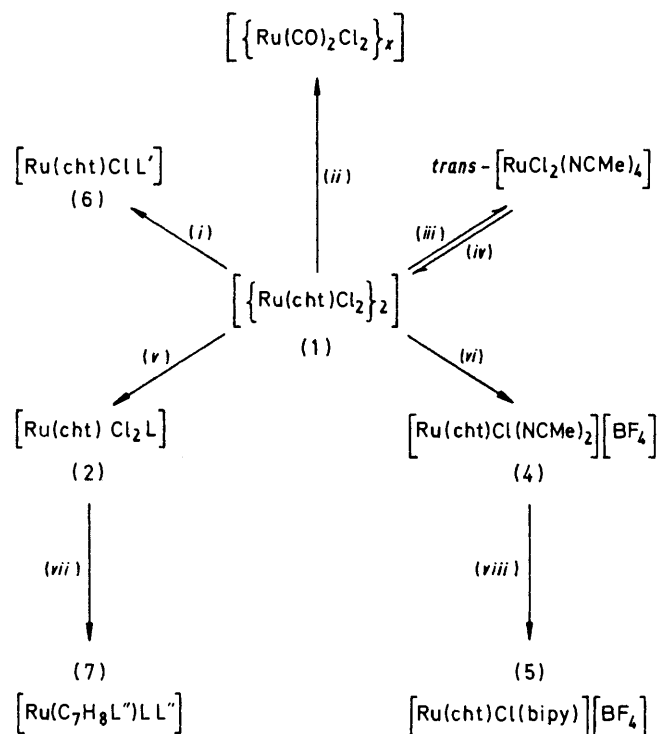 [{Ru(CO)₂Cl₂}ₓ]
[Ru(cht)ClL′]
(6)
(ii)
trans-[RuCl₂(NCMe)₄]
(i)
(iii)
(iv)
[{Ru(cht)Cl₂}₂]
(1)
(v)
(vi)
[Ru(cht) Cl₂L]
(2)
[Ru(cht)Cl(NCMe)₂][BF₄]
(4)
(vii)
(viii)
(7)
[Ru(C₇H₈L″)LL″]
(5)
[Ru(cht)Cl(bipy)][BF₄]